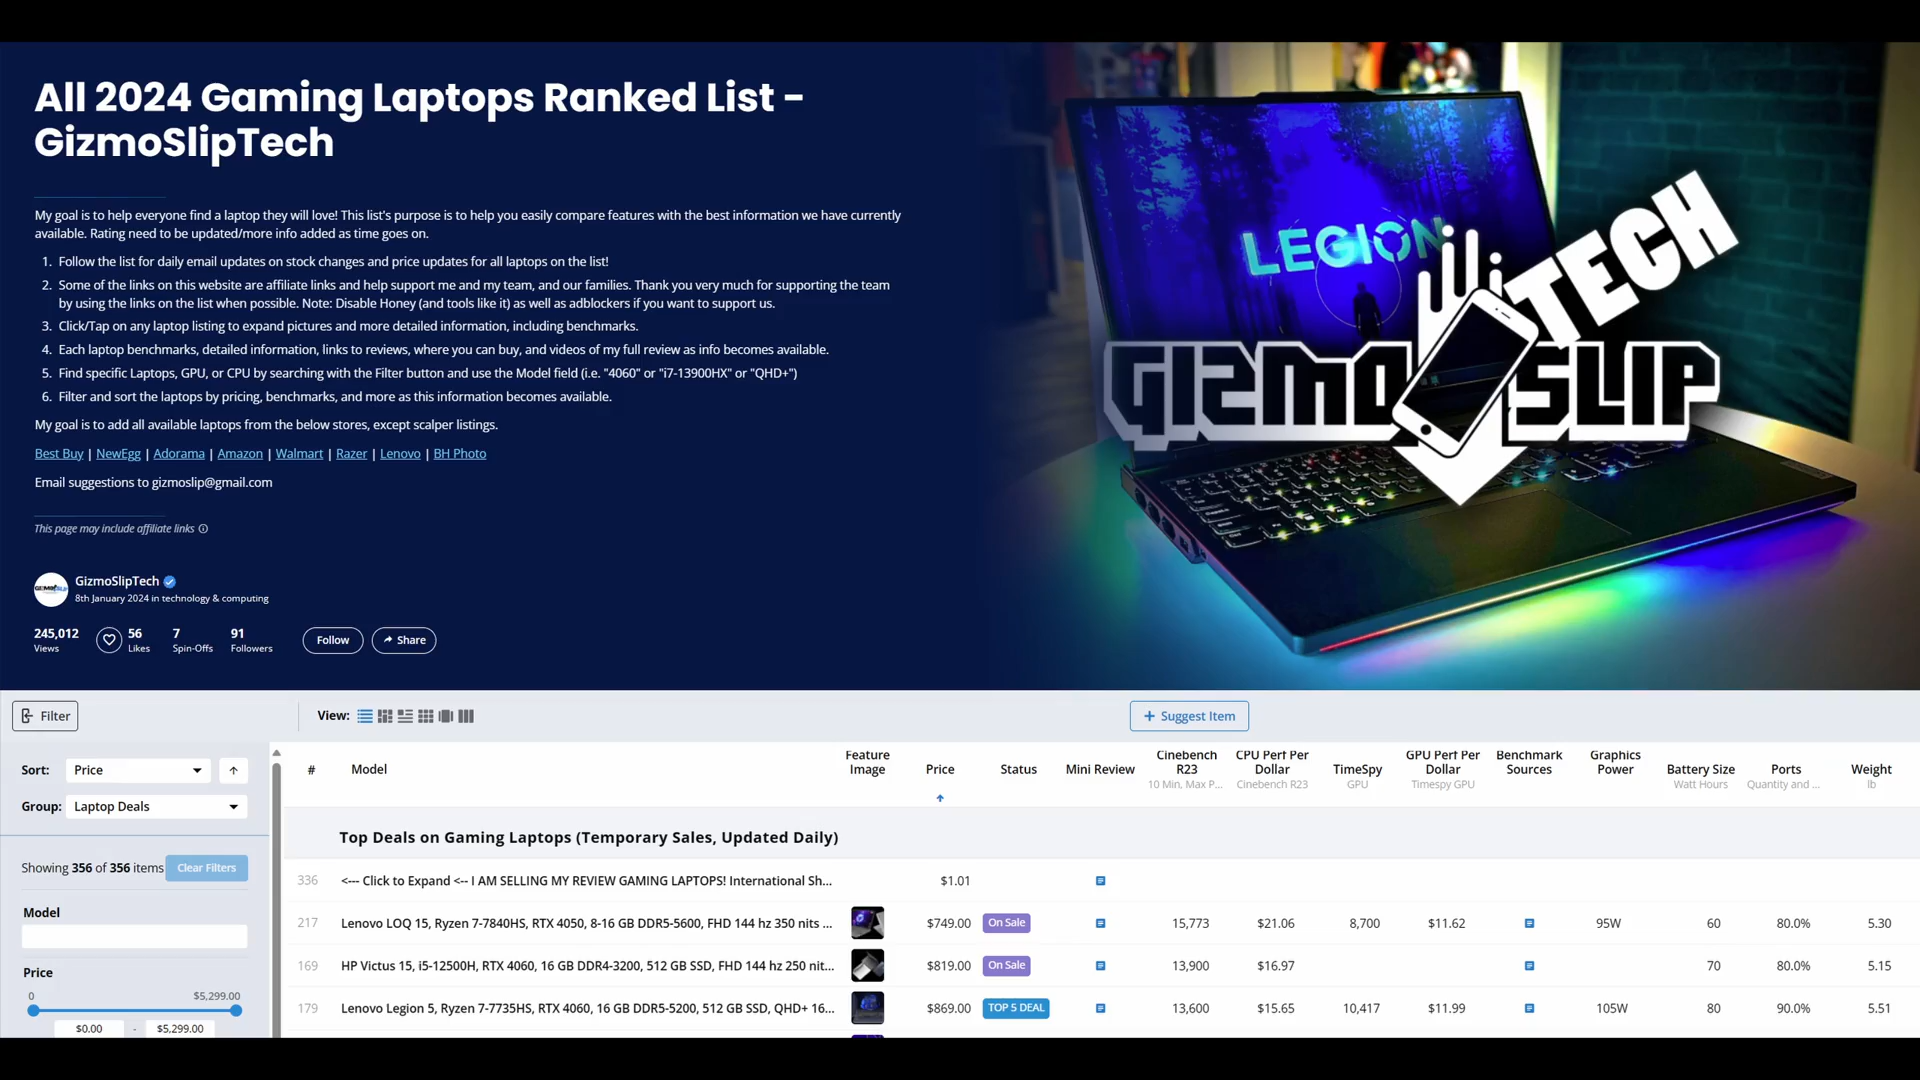 All 2024 Gaming Laptops Ranked List -
GizmoSlipTech
My goal is to help everyone find a laptop they will love! This list's purpose is to help you easily compare features with the best information we have currently
available. Rating need to be updated/more info added as time goes on.
1. Follow the list for daily email updates on stock changes and price updates for all laptops on the list!
2. Some of the links on this website are affiliate links and help support me and my team, and our families. Thank you very much for supporting the team
by using the links on the list when possible. Note: Disable Honey (and tools like it) as well as adblockers if you want to support us.
3. Click/Tap on any laptop listing to expand pictures and more detailed information, including benchmarks.
4. Each laptop benchmarks, detailed information, links to reviews, where you can buy, and videos of my full review as info becomes available.
5. Find specific Laptops, GPU, or CPU by searching with the Filter button and use the Model field (i.e. "4060" or "i7-13900HX" or "QHD+")
6. Filter and sort the laptops by pricing, benchmarks, and more as this information becomes available.
My goal is to add all available laptops from the below stores, except scalper listings.
Best Buy | NewEgg | Adorama | Amazon | Walmart | Razer | Lenovo | BH Photo
Email suggestions to gizmoslip@gmail.com
This page may include affiliate links
GizmoSlipTech
8th January 2024 in technology & computing
245,012 56 7 91
Views Likes Spin-Offs Followers
Follow Share
LEGION
TECH
GIZMO SLIP
Filter View: + Suggest Item
Sort: Price
Group: Laptop Deals
Showing 356 of 356 items Clear Filters
Model
Price
0 $5,299.00
$0.00 - $5,299.00
# Model Feature Image Price Status Mini Review Cinebench R23 CPU Perf Per Dollar TimeSpy GPU Perf Per Dollar Benchmark Sources Graphics Power Battery Size Ports Weight
10 Min, Max P... Cinebench R23 GPU Timespy GPU Watt Hours Quantity and ... lb
Top Deals on Gaming Laptops (Temporary Sales, Updated Daily)
336 <--- Click to Expand <-- I AM SELLING MY REVIEW GAMING LAPTOPS! International Sh... $1.01
217 Lenovo LOQ 15, Ryzen 7-7840HS, RTX 4050, 8-16 GB DDR5-5600, FHD 144 hz 350 nits ... $749.00 On Sale 15,773 $21.06 8,700 $11.62 95W 60 80.0% 5.30
169 HP Victus 15, i5-12500H, RTX 4060, 16 GB DDR4-3200, 512 GB SSD, FHD 144 hz 250 nit... $819.00 On Sale 13,900 $16.97 70 80.0% 5.15
179 Lenovo Legion 5, Ryzen 7-7735HS, RTX 4060, 16 GB DDR5-5200, 512 GB SSD, QHD+ 16... $869.00 TOP 5 DEAL 13,600 $15.65 10,417 $11.99 105W 80 90.0% 5.51